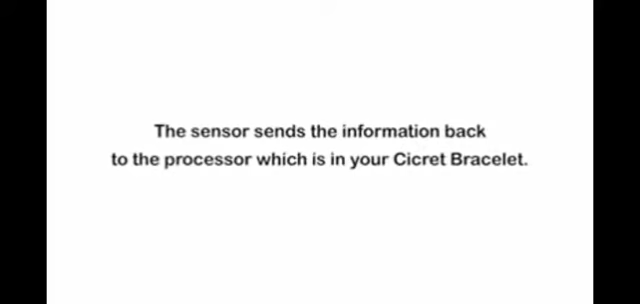 The sensor sends the information back
to the processor which is in your Cicret Bracelet.